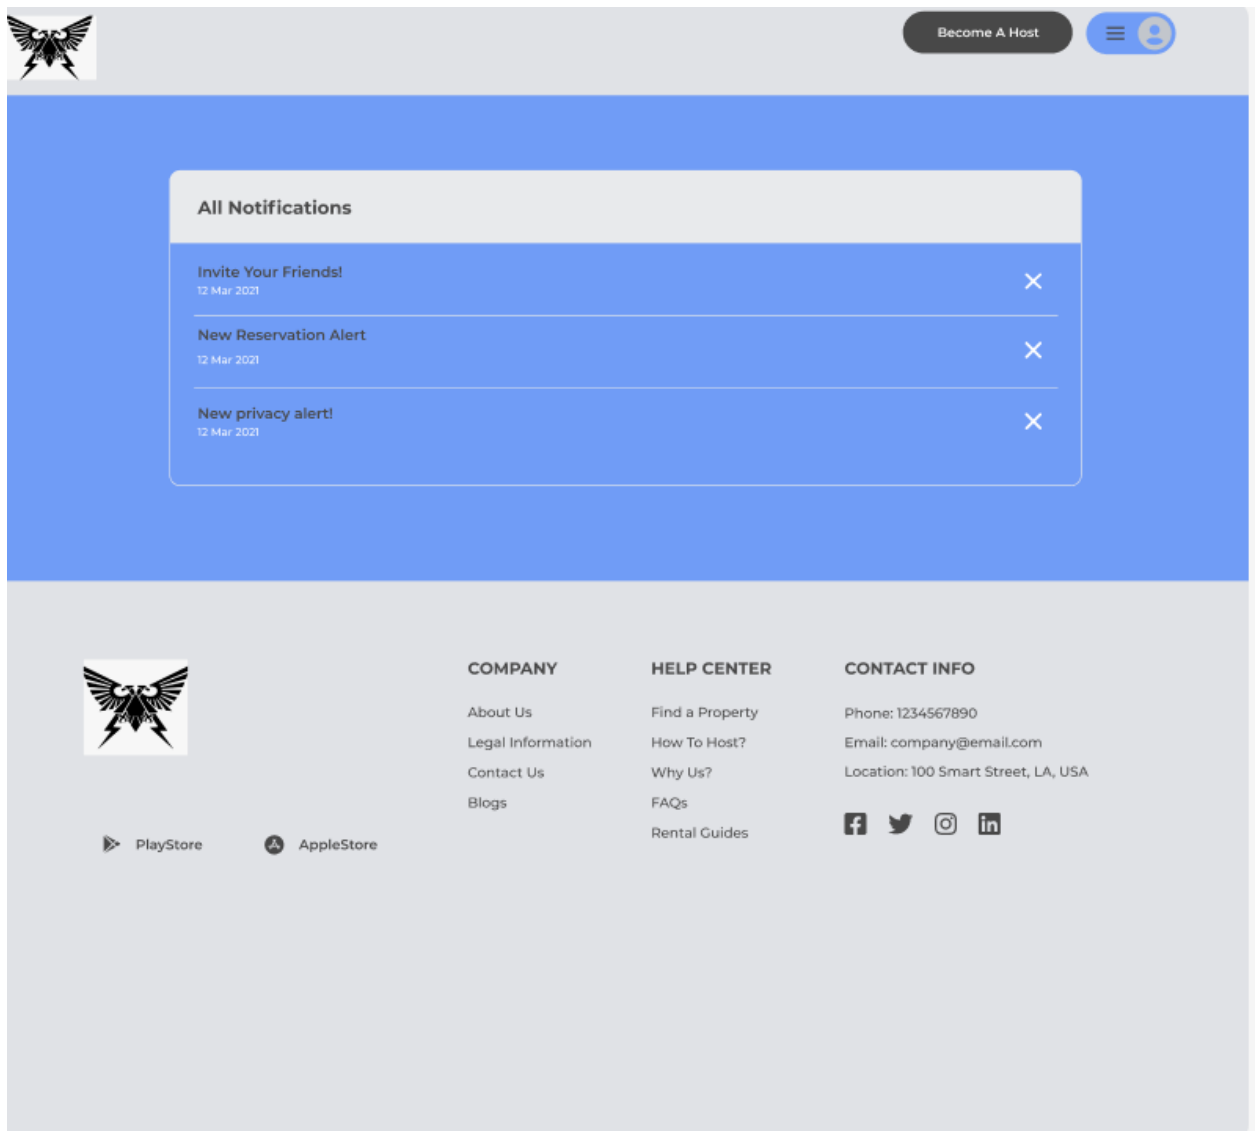 Become A Host
All Notifications
Invite Your Friends!
12 Mar 2021
New Reservation Alert
12 Mar 2021
New privacy alert!
12 Mar 2021
COMPANY
About Us
Legal Information
Contact Us
Blogs
HELP CENTER
Find a Property
How To Host?
Why Us?
FAQs
Rental Guides
CONTACT INFO
Phone: 1234567890
Email: company@email.com
Location: 100 Smart Street, LA, USA
PlayStore
AppleStore